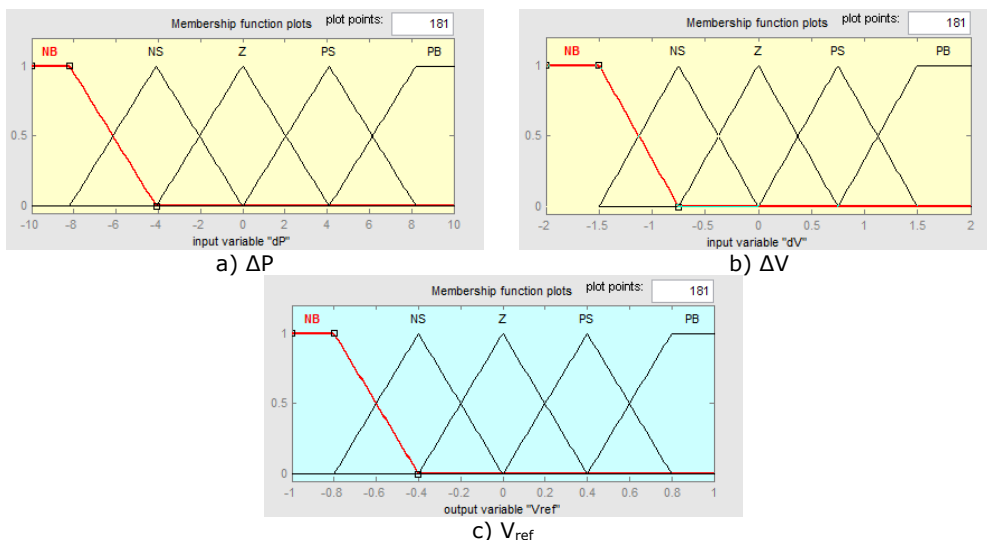 Membership function plots plot points: 181
NB NS Z PS PB
1
0.5
0
-10 -8 -6 -4 -2 0 2 4 6 8 10
input variable "dP"
a) ΔP
Membership function plots plot points: 181
NB NS Z PS PB
1
0.5
0
-2 -1.5 -1 -0.5 0 0.5 1 1.5 2
input variable "dV"
b) ΔV
Membership function plots plot points: 181
NB NS Z PS PB
1
0.5
0
-1 -0.8 -0.6 -0.4 -0.2 0 0.2 0.4 0.6 0.8 1
output variable "Vref"
c) Vref